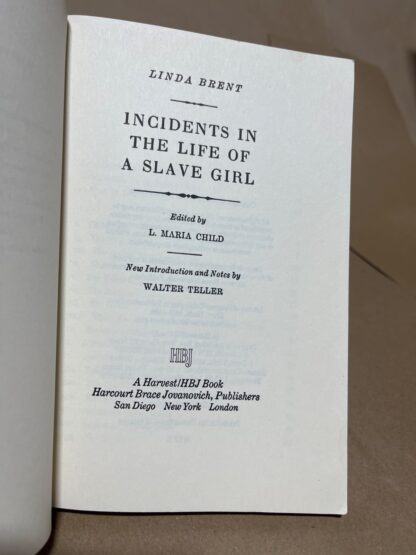 LINDA BRENT
INCIDENTS IN
THE LIFE OF
A SLAVE GIRL
Edited by
L. MARIA CHILD
New Introduction and Notes by
WALTER TELLER
HBJ
A Harvest/HBJ Book
Harcourt Brace Jovanovich, Publishers
San Diego New York London